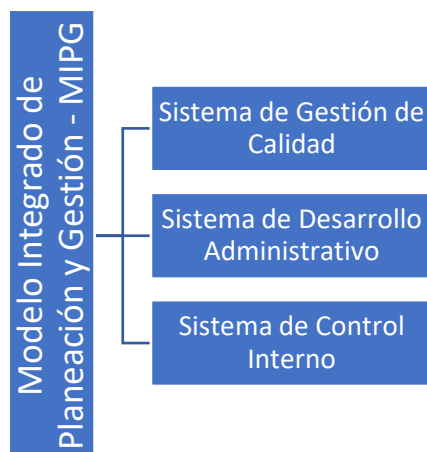 Modelo Integrado de
Planeación y Gestión - MIPG
Sistema de Gestión de
Calidad
Sistema de Desarrollo
Administrativo
Sistema de Control
Interno